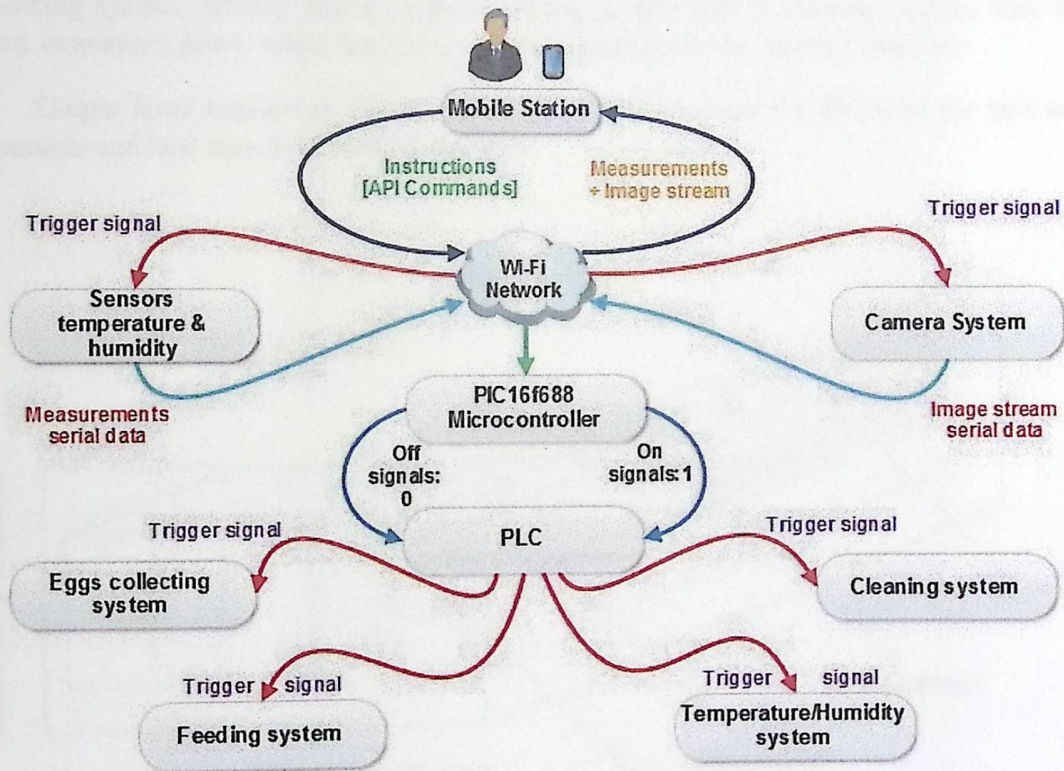 Mobile Station
Instructions
[API Commands]
Measurements
+ Image stream
Trigger signal
Trigger signal
Wi-Fi
Network
Sensors
temperature &
humidity
Camera System
Measurements
serial data
PIC16f688
Microcontroller
Image stream
serial data
Off
signals:
0
On
signals:1
Trigger signal
PLC
Trigger signal
Eggs collecting
system
Cleaning system
Trigger signal
Trigger signal
Feeding system
Temperature/Humidity
system